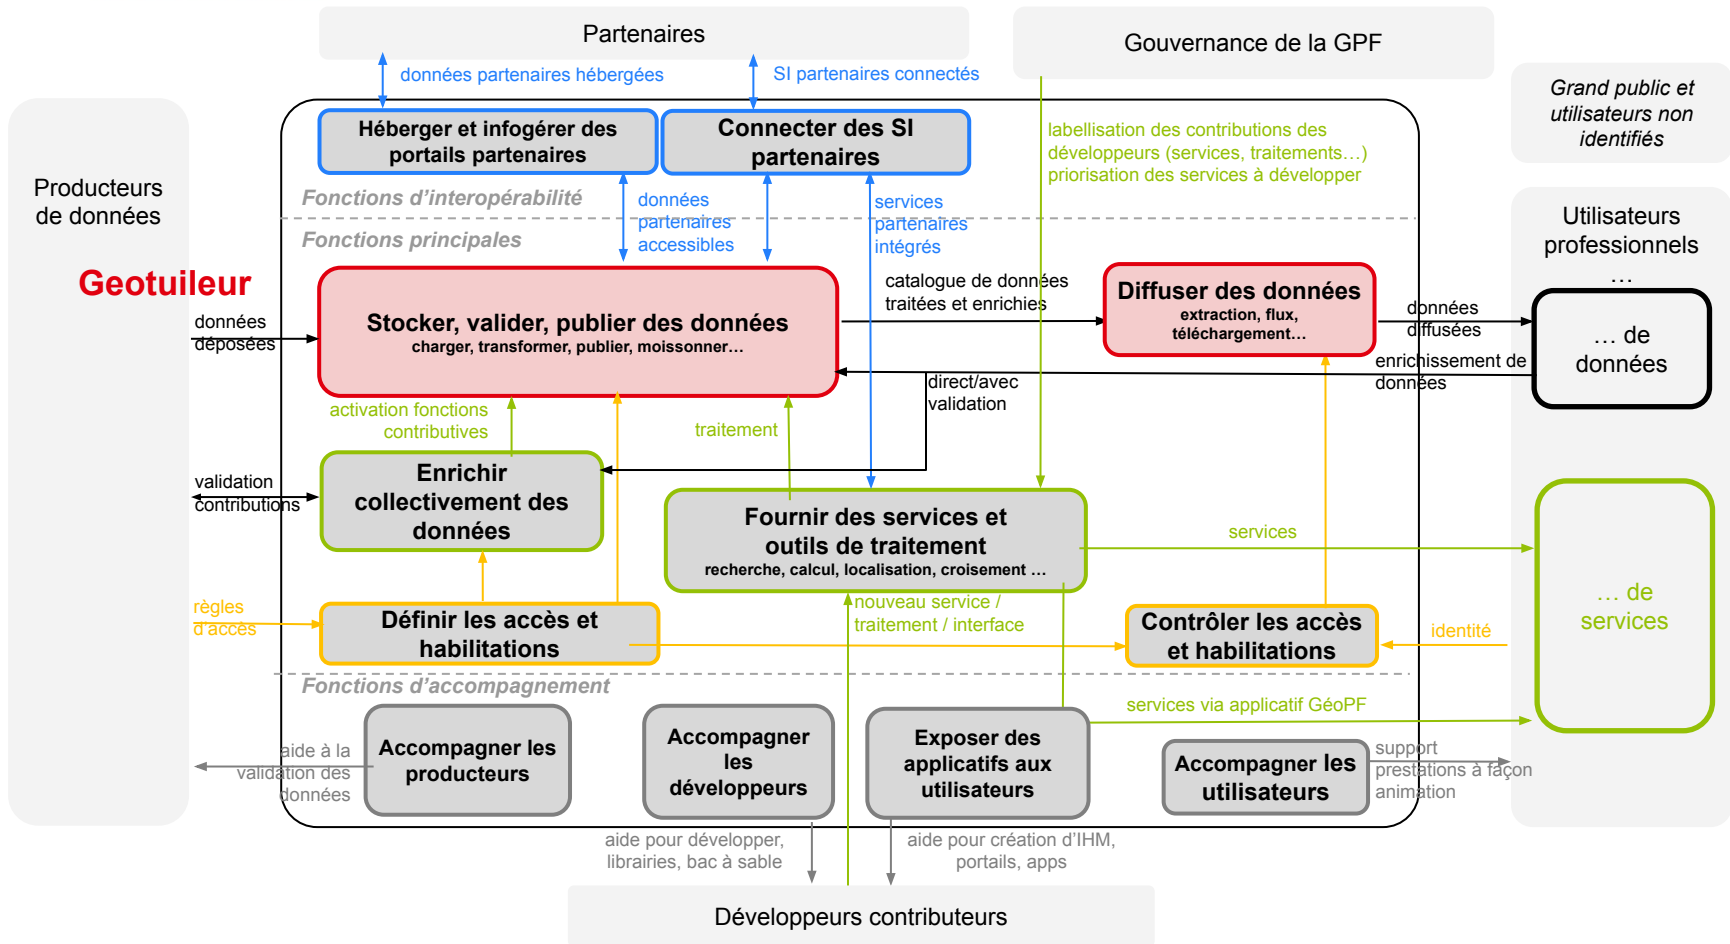 Partenaires
Gouvernance de la GPF
données partenaires hébergées
SI partenaires connectés
Grand public et
utilisateurs non
identifiés
Héberger et infogérer des
portails partenaires
Connecter des SI
partenaires
labellisation des contributions des
développeurs (services, traitements…)
priorisation des services à développer
Producteurs
de données
Fonctions d'interopérabilité
données
partenaires
accessibles
services
partenaires
intégrés
Fonctions principales
Utilisateurs
professionnels
…
Geotuileur
Stocker, valider, publier des données
charger, transformer, publier, moissonner…
catalogue de données
traitées et enrichies
Diffuser des données
extraction, flux,
téléchargement…
données
déposées
données
diffusées
… de
données
enrichissement de
données
direct/avec
validation
activation fonctions
contributives
traitement
Enrichir
collectivement des
données
validation
contributions
Fournir des services et
outils de traitement
recherche, calcul, localisation, croisement …
services
… de
services
règles
d'accès
Définir les accès et
habilitations
nouveau service /
traitement / interface
Contrôler les accès
et habilitations
identité
Fonctions d'accompagnement
services via applicatif GéoPF
Accompagner les
producteurs
Accompagner
les
développeurs
Exposer des
applicatifs aux
utilisateurs
Accompagner les
utilisateurs
aide à la
validation des
données
support
prestations à façon
animation
aide pour développer,
librairies, bac à sable
aide pour création d'IHM,
portails, apps
Développeurs contributeurs